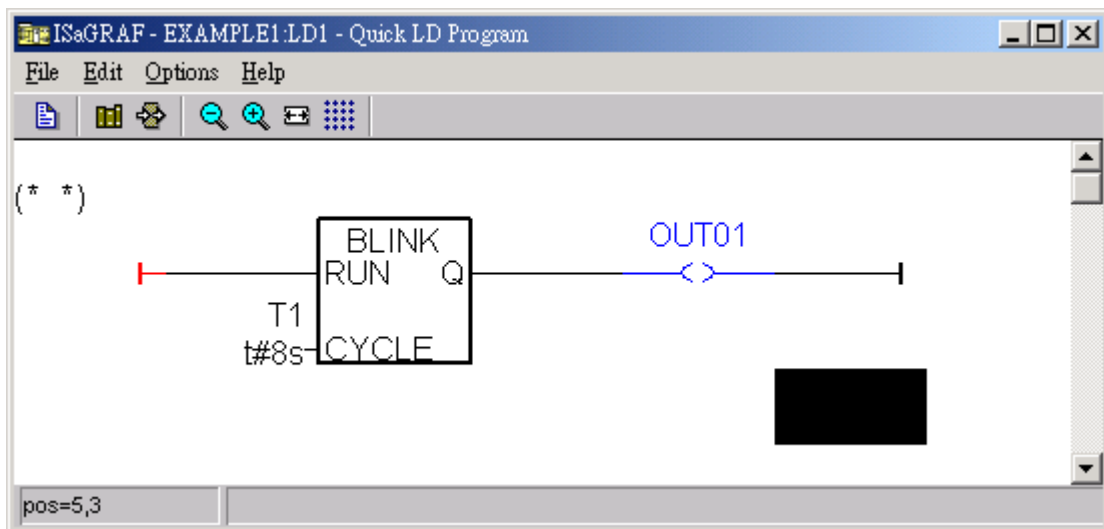 ISaGRAF - EXAMPLE1:LD1 - Quick LD Program
File Edit Options Help
(* *)
BLINK
OUT01
RUN Q
T1
t#8s CYCLE
pos=5,3